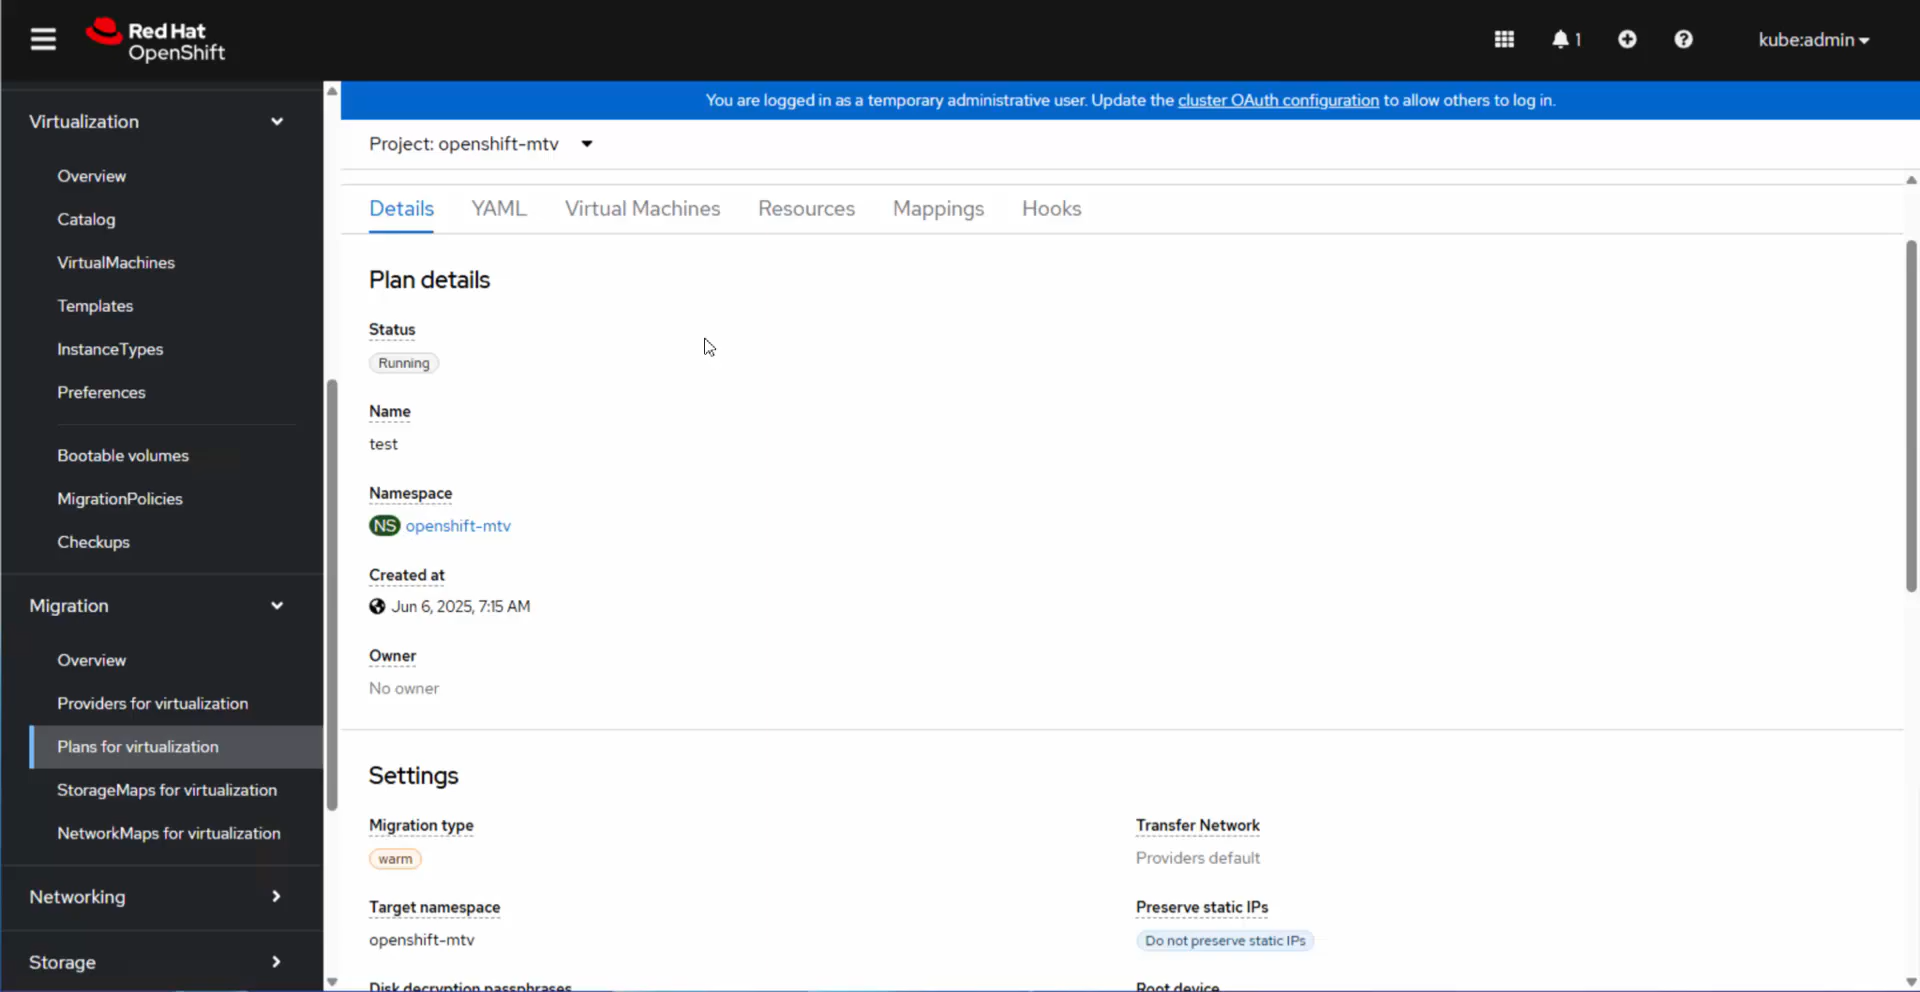 Red Hat
OpenShift
1
kube:admin
You are logged in as a temporary administrative user. Update the cluster OAuth configuration to allow others to log in.
Project: openshift-mtv
Virtualization
Overview
Catalog
VirtualMachines
Templates
InstanceTypes
Preferences
Bootable volumes
MigrationPolicies
Checkups
Migration
Overview
Providers for virtualization
Plans for virtualization
StorageMaps for virtualization
NetworkMaps for virtualization
Networking
Storage
Details YAML Virtual Machines Resources Mappings Hooks
Plan details
Status
Running
Name
test
Namespace
NS openshift-mtv
Created at
Jun 6, 2025, 7:15 AM
Owner
No owner
Settings
Migration type
warm
Transfer Network
Providers default
Target namespace
openshift-mtv
Preserve static IPs
Do not preserve static IPs
Disk decryption passphrases
Root device